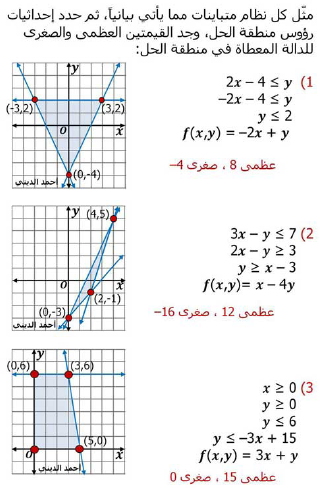 مثّل كل نظام متباينات مما يأتي بيانياً، ثم حدد إحداثيات
رؤوس منطقة الحل، وجد القيمتين العظمى والصغرى
للدالة المعطاة في منطقة الحل:
(1 2x − 4 ≤ y
−2x − 4 ≤ y
y ≤ 2
f(x,y) = −2x + y
عظمى 8 ، صغرى 4−
y
(-3,2)
(3,2)
O
x
(0,-4)
أحمد الديني
(2 3x − y ≤ 7
2x − y ≥ 3
y ≥ x − 3
f(x,y)= x − 4y
عظمى 12 ، صغرى 16−
y
(4,5)
O
x
(0,-3)
(2,-1)
أحمد الديني
(3 x ≥ 0
y ≥ 0
y ≤ 6
y ≤ −3x + 15
f(x,y) = 3x + y
عظمى 15 ، صغرى 0
y
(0,6)
(3,6)
(5,0)
O
x
أحمد الديني